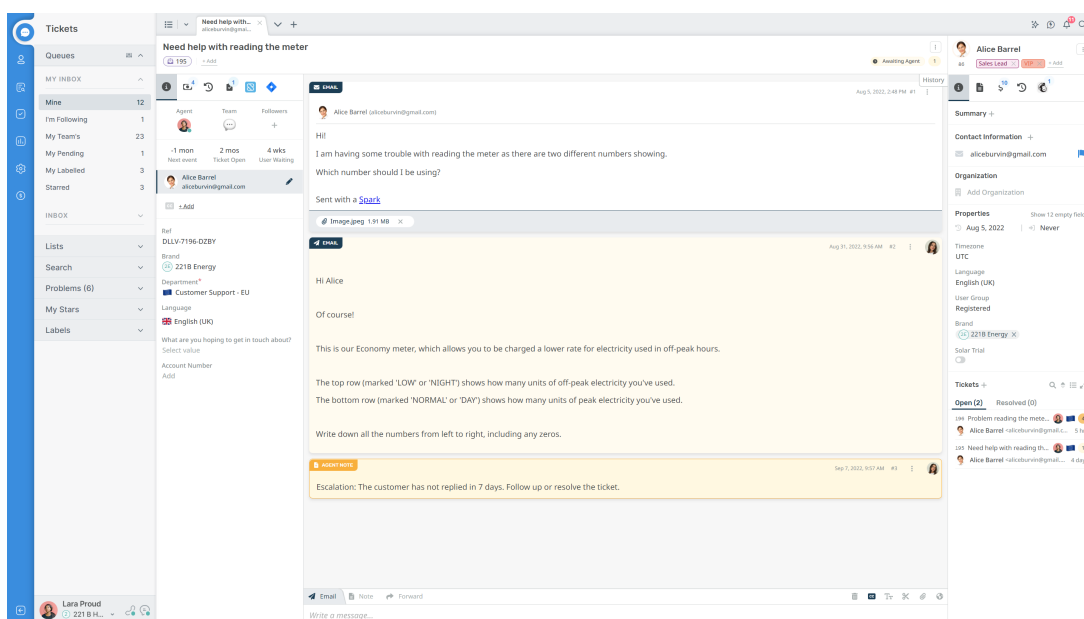 Tickets
Need help with...
aliceburvin@gmai...
11
Queues
MY INBOX
Mine 12
I'm Following 1
My Team's 23
My Pending 1
My Labelled 3
Starred 3
INBOX
Lists
Search
Problems (6)
My Stars
Labels
Lara Proud
221 B H...
Need help with reading the meter
195 + Add
Awaiting Agent 1
History
4
1
Agent Team Followers
-1 mon 2 mos 4 wks
Next event Ticket Open User Waiting
Alice Barrel
aliceburvin@gmail.com
CC + Add
Ref
DLLV-7196-DZBY
Brand
221B Energy
Department*
Customer Support - EU
Language
English (UK)
What are you hoping to get in touch about?
Select value
Account Number
Add
EMAIL
Aug 5, 2022, 2:48 PM #1
Alice Barrel (aliceburvin@gmail.com)
Hi!
I am having some trouble with reading the meter as there are two different numbers showing.
Which number should I be using?
Sent with a Spark
Image.jpeg 1.91 MB
EMAIL
Aug 31, 2022, 9:56 AM #2
Hi Alice
Of course!
This is our Economy meter, which allows you to be charged a lower rate for electricity used in off-peak hours.
The top row (marked 'LOW' or 'NIGHT') shows how many units of off-peak electricity you've used.
The bottom row (marked 'NORMAL' or 'DAY') shows how many units of peak electricity you've used.
Write down all the numbers from left to right, including any zeros.
AGENT NOTE
Sep 7, 2022, 9:57 AM #3
Escalation: The customer has not replied in 7 days. Follow up or resolve the ticket.
Email Note Forward
Write a message...
Alice Barrel
Sales Lead VIP + Add
10
1
Summary +
Contact Information +
aliceburvin@gmail.com
Organization
Add Organization
Properties Show 12 empty field
Aug 5, 2022 Never
Timezone
UTC
Language
English (UK)
User Group
Registered
Brand
221B Energy
Solar Trial
Tickets +
Open (2) Resolved (0)
196 Problem reading the mete...
Alice Barrel <aliceburvin@gmail.c... 5 h
195 Need help with reading th... 1
Alice Barrel <aliceburvin@gmail.... 4 day